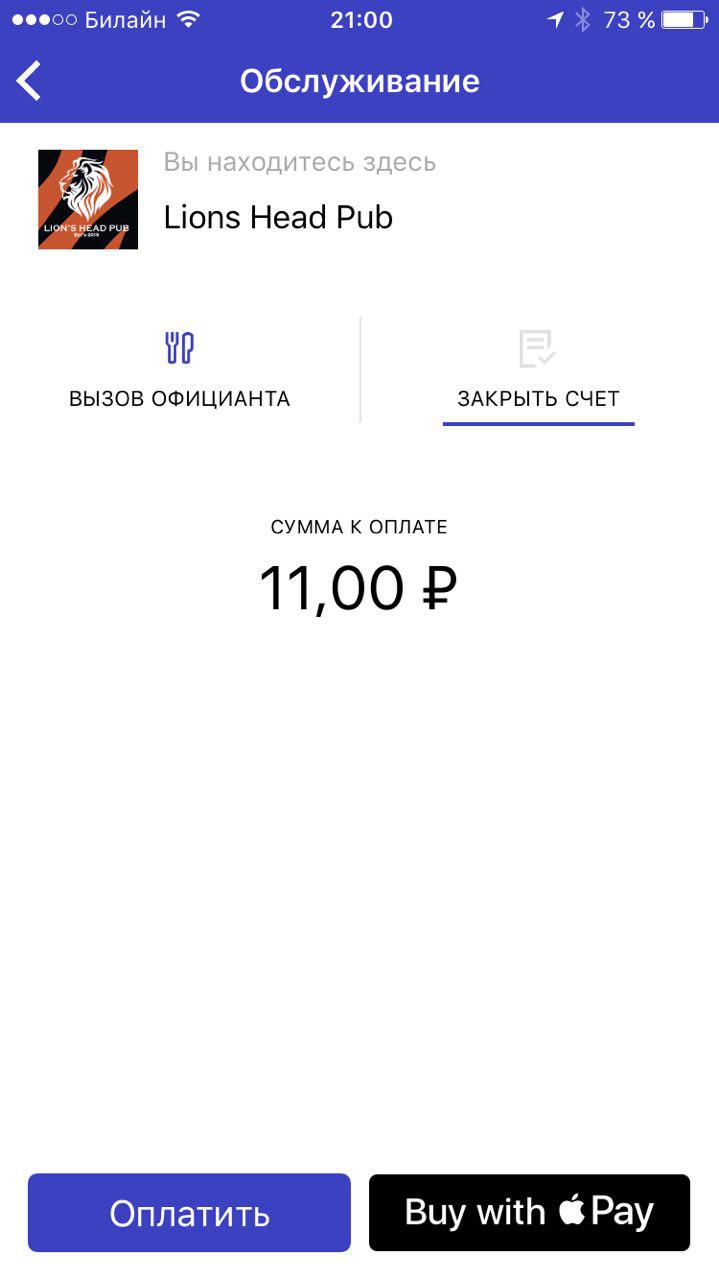 Билайн 21:00 73 %
Обслуживание
Вы находитесь здесь
Lions Head Pub
LION'S HEAD PUB
ВЫЗОВ ОФИЦИАНТА
ЗАКРЫТЬ СЧЕТ
СУММА К ОПЛАТЕ
11,00 ₽
Оплатить
Buy with Pay